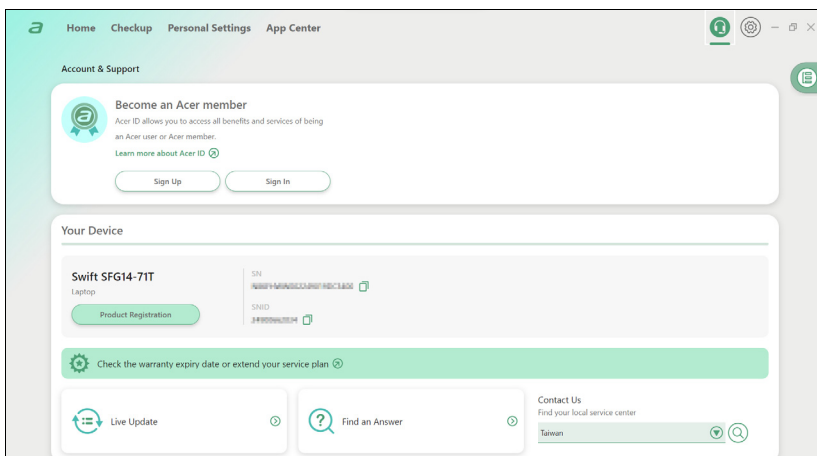 Home Checkup Personal Settings App Center
Account & Support
Become an Acer member
Acer ID allows you to access all benefits and services of being
an Acer user or Acer member.
Learn more about Acer ID
Sign Up Sign In
Your Device
Swift SFG14-71T
Laptop
Product Registration
SN
SNID
Check the warranty expiry date or extend your service plan
Live Update
Find an Answer
Contact Us
Find your local service center
Taiwan